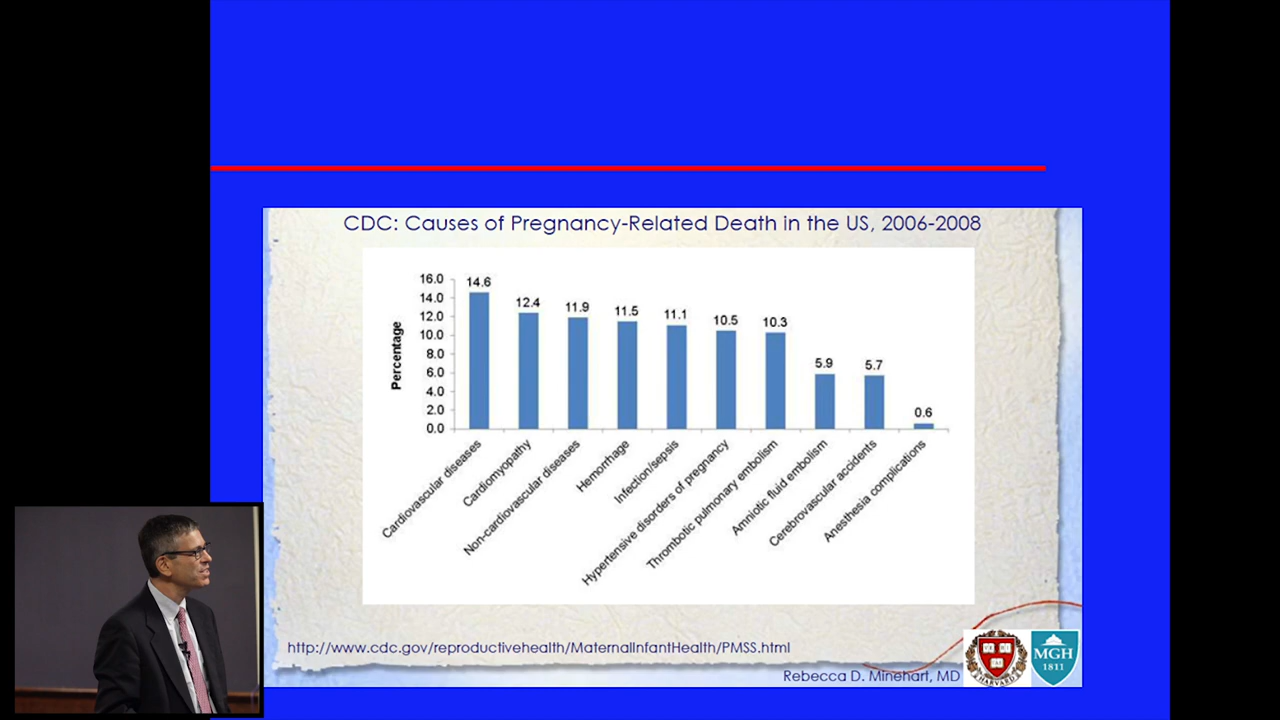 CDC: Causes of Pregnancy-Related Death in the US, 2006-2008
Percentage
16.0
14.0
12.0
10.0
8.0
6.0
4.0
2.0
0.0
14.6
12.4
11.9
11.5
11.1
10.5
10.3
5.9
5.7
0.6
Cardiovascular diseases
Cardiomyopathy
Non-cardiovascular diseases
Hemorrhage
Infection/sepsis
Hypertensive disorders of pregnancy
Thrombotic pulmonary embolism
Amniotic fluid embolism
Cerebrovascular accidents
Anesthesia complications
http://www.cdc.gov/reproductivehealth/MaternalInfantHealth/PMSS.html
Rebecca D. Minehart, MD
HARVARD
MGH
1811